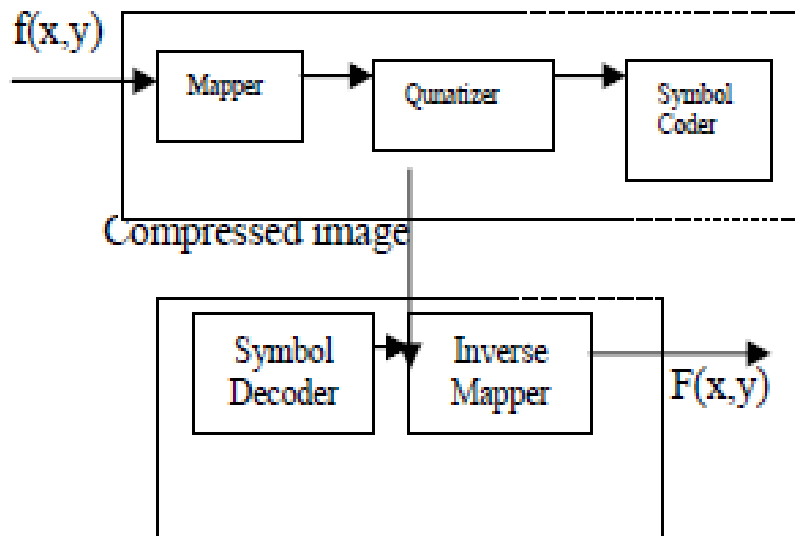 f(x,y)
Mapper
Qunatizer
Symbol
Coder
Compressed image
Symbol
Decoder
Inverse
Mapper
F(x,y)